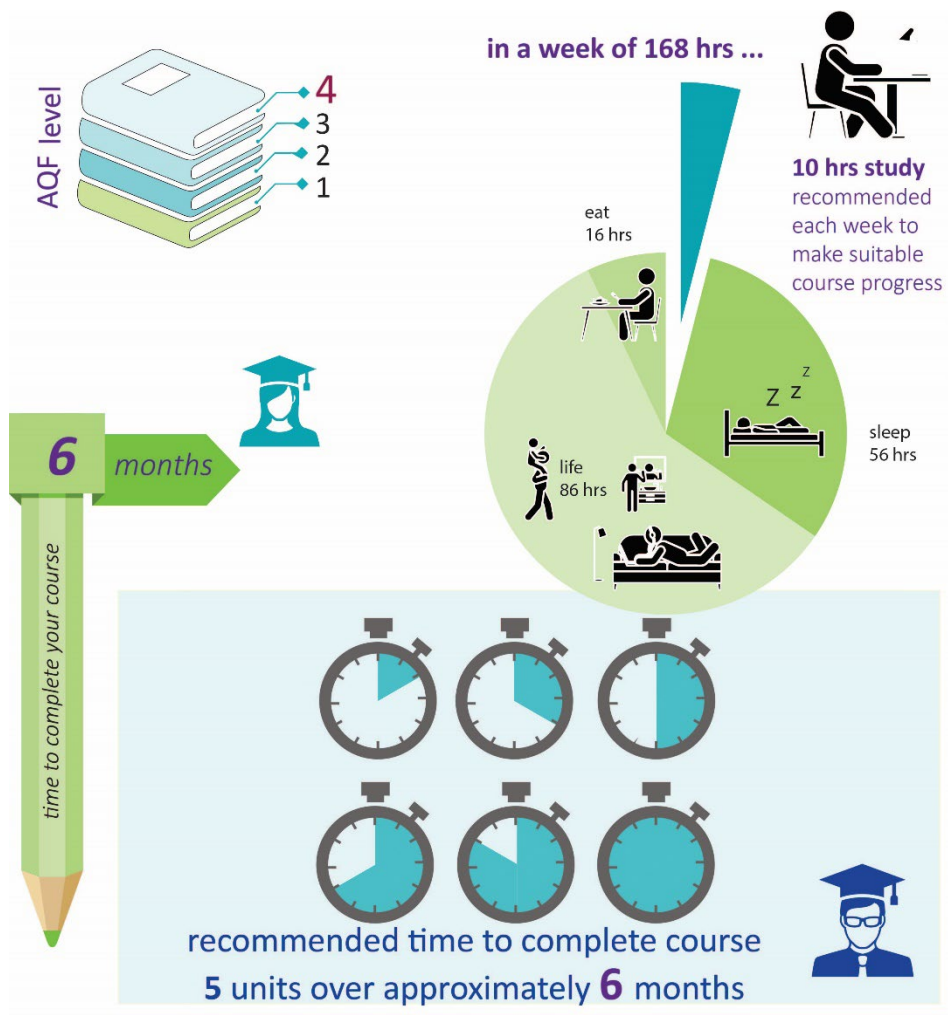 AQF level
4
3
2
1
in a week of 168 hrs ...
10 hrs study
recommended
each week to
make suitable
course progress
eat
16 hrs
z
z
Z
sleep
56 hrs
life
86 hrs
6 months
time to complete your course
recommended time to complete course
5 units over approximately 6 months